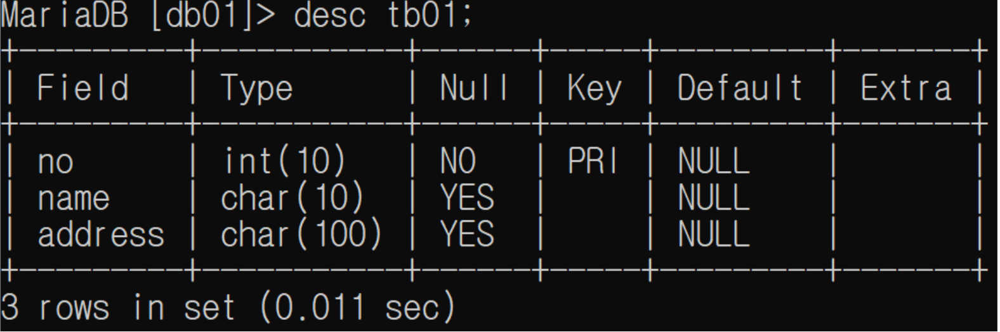 MariaDB [db01]> desc tb01;
+---------+-----------+------+-----+---------+-------+
| Field   | Type      | Null | Key | Default | Extra |
+---------+-----------+------+-----+---------+-------+
| no      | int(10)   | NO   | PRI | NULL    |       |
| name    | char(10)  | YES  |     | NULL    |       |
| address | char(100) | YES  |     | NULL    |       |
+---------+-----------+------+-----+---------+-------+
3 rows in set (0.011 sec)